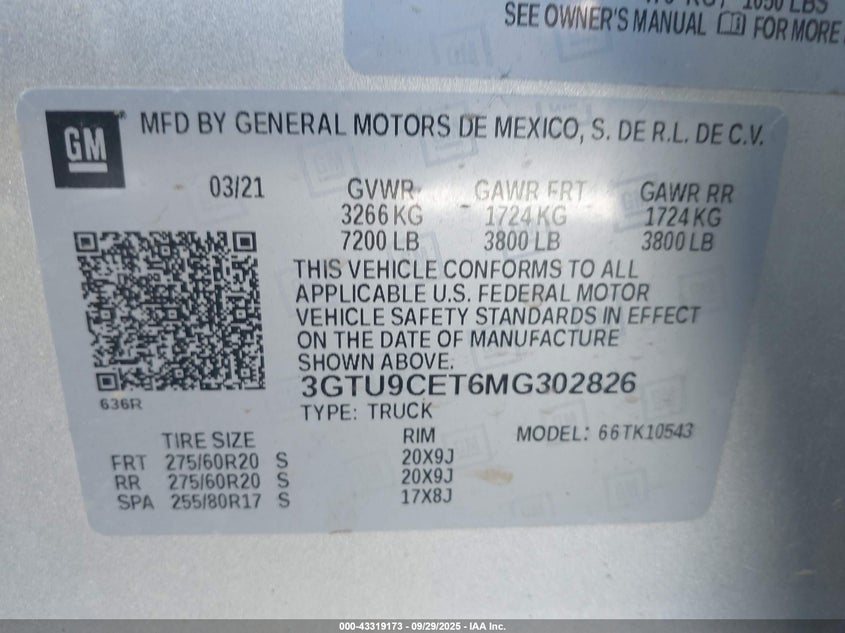 1050 LBS
SEE OWNER'S MANUAL FOR MORE
GM
MFD BY GENERAL MOTORS DE MEXICO, S. DE R.L. DE C.V.
03/21 GVWR GAWR FRT GAWR RR
3266 KG 1724 KG 1724 KG
7200 LB 3800 LB 3800 LB
THIS VEHICLE CONFORMS TO ALL
APPLICABLE U.S. FEDERAL MOTOR
VEHICLE SAFETY STANDARDS IN EFFECT
ON THE DATE OF MANUFACTURE
SHOWN ABOVE.
3GTU9CET6MG302826
636R
TYPE: TRUCK
TIRE SIZE RIM MODEL: 66TK10543
FRT 275/60R20 S 20X9J
RR 275/60R20 S 20X9J
SPA 255/80R17 S 17X8J
000-43319173 - 09/29/2025 - IAA Inc.